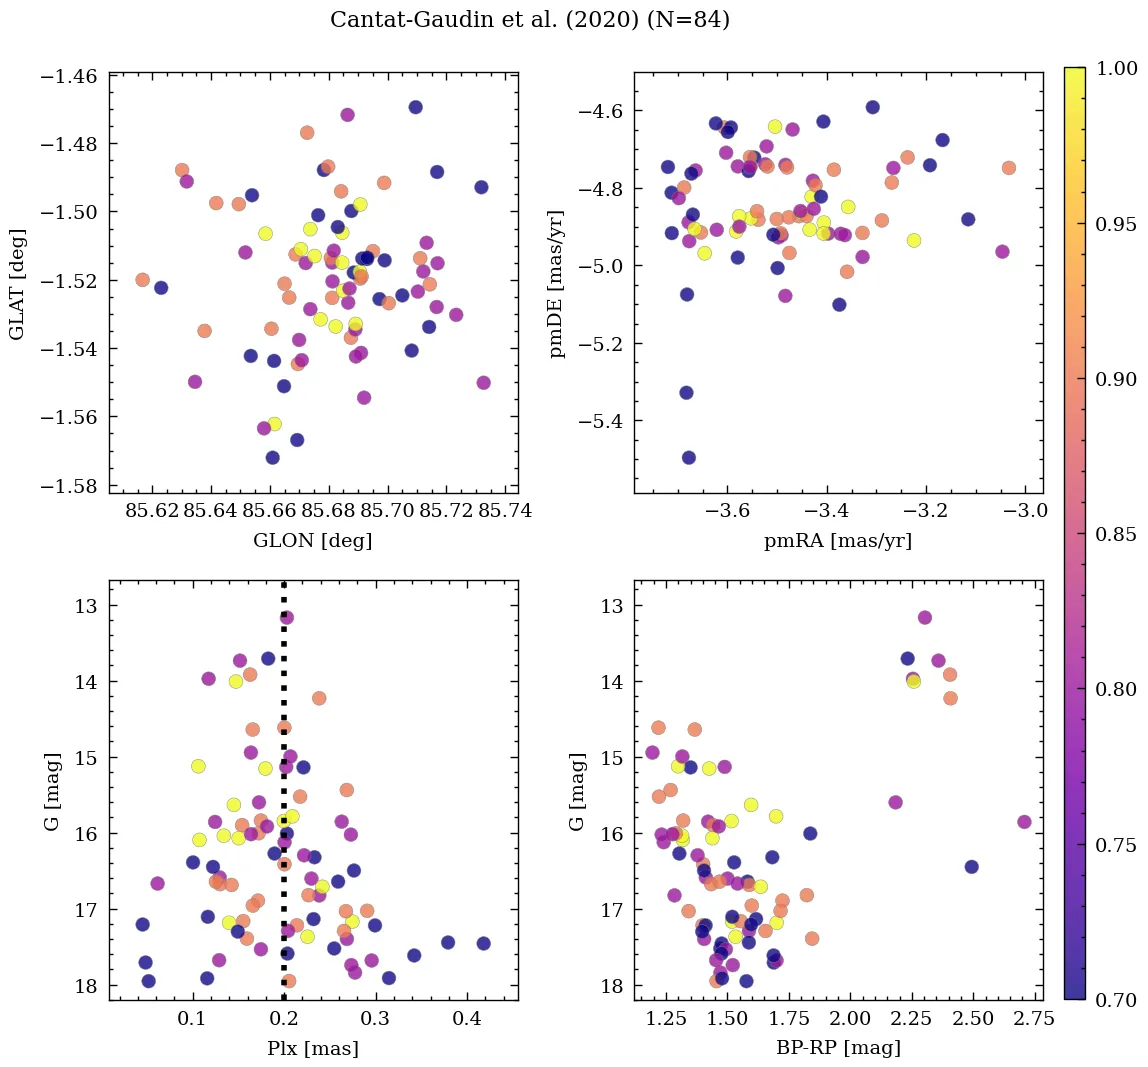 Cantat-Gaudin et al. (2020) (N=84)
−1.46
−1.48
−1.50
−1.52
−1.54
−1.56
−1.58
GLAT [deg]
85.62 85.64 85.66 85.68 85.70 85.72 85.74
GLON [deg]
−4.6
−4.8
−5.0
−5.2
−5.4
pmDE [mas/yr]
−3.6 −3.4 −3.2 −3.0
pmRA [mas/yr]
1.00
0.95
0.90
0.85
0.80
0.75
0.70
13
14
15
16
17
18
G [mag]
0.1 0.2 0.3 0.4
Plx [mas]
13
14
15
16
17
18
G [mag]
1.25 1.50 1.75 2.00 2.25 2.50 2.75
BP-RP [mag]